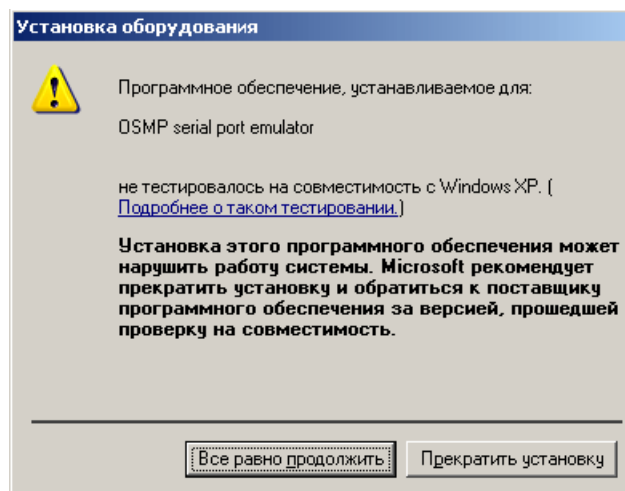 Установка оборудования
Программное обеспечение, устанавливаемое для:
OSMP serial port emulator
не тестировалось на совместимость с Windows XP. (
Подробнее о таком тестировании.)
Установка этого программного обеспечения может
нарушить работу системы. Microsoft рекомендует
прекратить установку и обратиться к поставщику
программного обеспечения за версией, прошедшей
проверку на совместимость.
Все равно продолжить
Прекратить установку